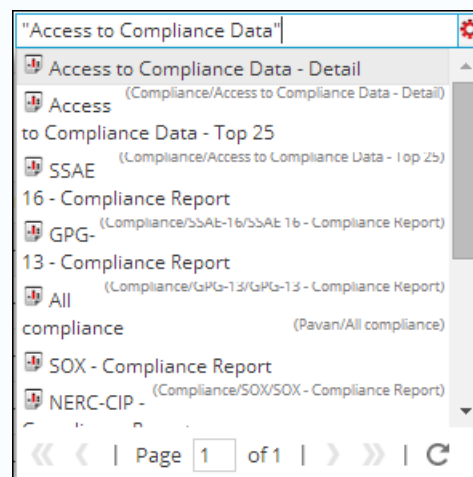 "Access to Compliance Data"
Access to Compliance Data - Detail
(Compliance/Access to Compliance Data - Detail)
Access
to Compliance Data - Top 25
(Compliance/Access to Compliance Data - Top 25)
SSAE
16 - Compliance Report
(Compliance/SSAE-16/SSAE 16 - Compliance Report)
GPG-
13 - Compliance Report
(Compliance/GPG-13/GPG-13 - Compliance Report)
All
compliance
(Pavan/All compliance)
SOX - Compliance Report
(Compliance/SOX/SOX - Compliance Report)
NERC-CIP -
Compliance Report
Page 1 of 1